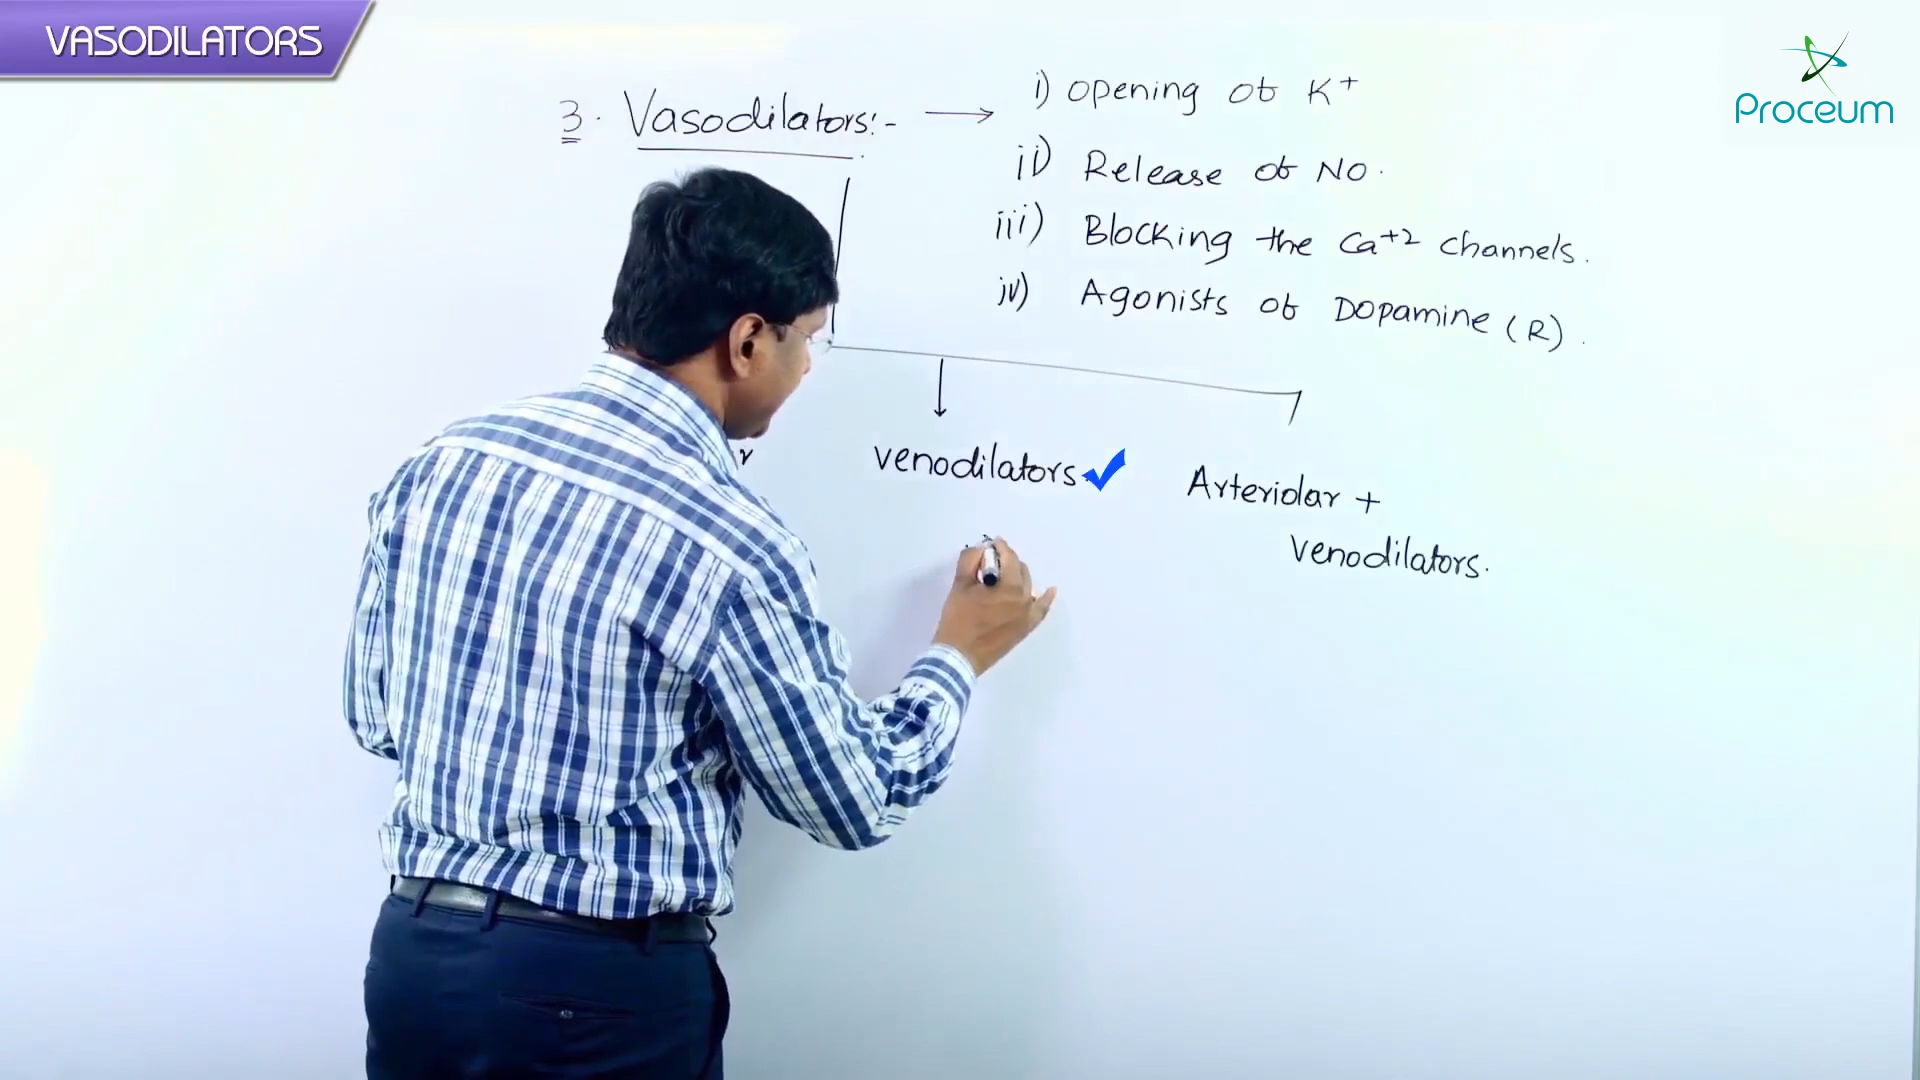 VASODILATORS
Proceum
3. Vasodilators:- →
i) Opening of K+
ii) Release of NO.
iii) Blocking the Ca+2 channels.
iv) Agonists of Dopamine (R).
venodilators
Arteriolar +
venodilators.